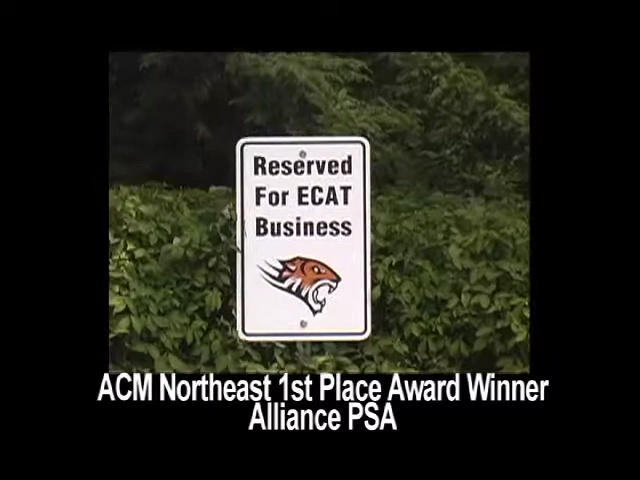 Reserved
For ECAT
Business
ACM Northeast 1st Place Award Winner
Alliance PSA